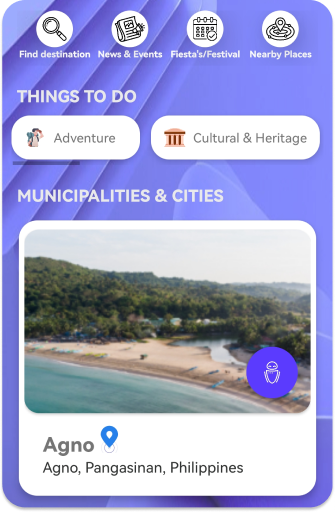 Find destination News & Events Fiesta's/Festival Nearby Places
THINGS TO DO
Adventure Cultural & Heritage
MUNICIPALITIES & CITIES
Agno
Agno, Pangasinan, Philippines